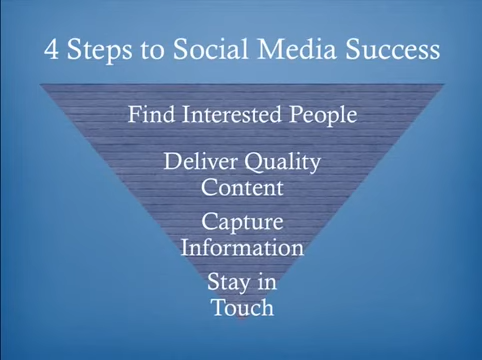 4 Steps to Social Media Success
Find Interested People
Deliver Quality
Content
Capture
Information
Stay in
Touch